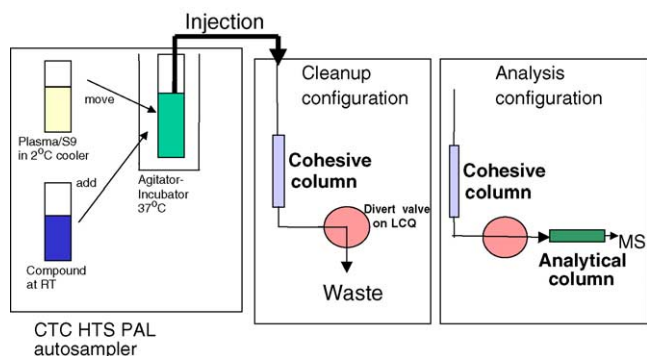 Injection
move
Plasma/S9
in 2°C cooler
add
Agitator-
Incubator
37°C
Compound
at RT
CTC HTS PAL
autosampler
Cleanup
configuration
Cohesive
column
Divert valve
on LCQ
Waste
Analysis
configuration
Cohesive
column
MS
Analytical
column